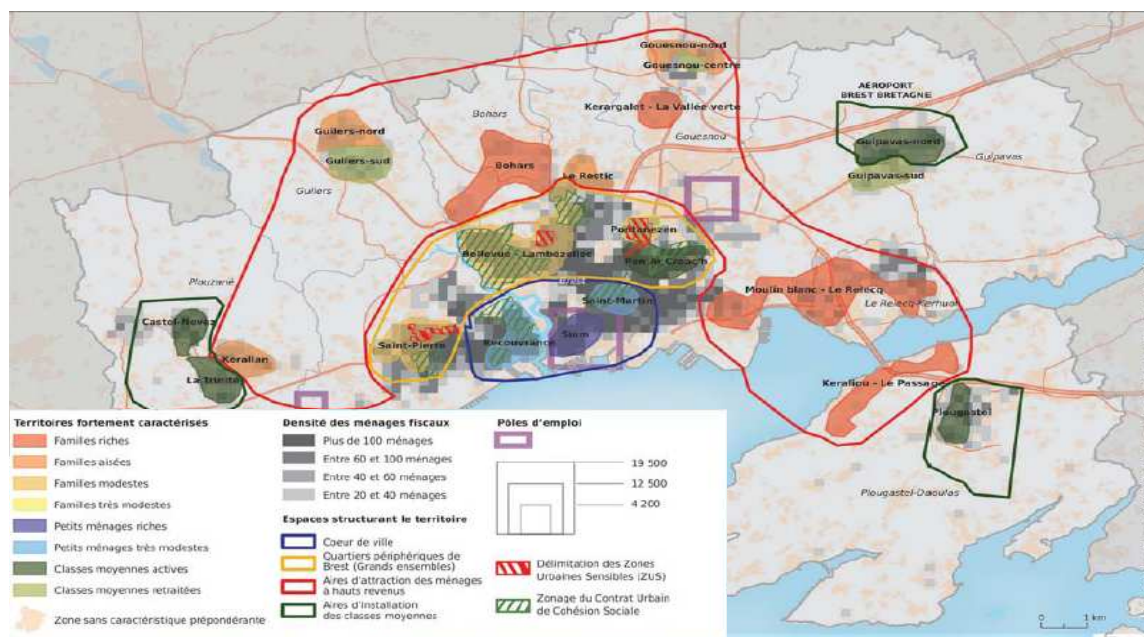 Gouesnou-nord
Gouesnou-centre
AÉROPORT
BREST BRETAGNE
Kerargalet - La Vallée verte
Bohars
Guilers-nord
Gouesnou
Guipavas-nord
Guilers-sud
Bohars
Guipavas
Le Restic
Guipavas-sud
Guilers
Pontanezen
Bellevue - Lambézellec
Pen ar Creac'h
Plouzané
Moulin blanc - Le Relecq
Saint-Martin
Le Relecq-Kerhuon
Castel-Nevez
Siam
Saint-Pierre
Recouvrance
Kerallan
La Trinité
Keraliou - Le Passage
Plougastel
Plougastel-Daoulas
Territoires fortement caractérisés
Familles riches
Familles aisées
Familles modestes
Familles très modestes
Petits ménages riches
Petits ménages très modestes
Classes moyennes actives
Classes moyennes retraitées
Zone sans caractéristique prépondérante
Densité des ménages fiscaux
Plus de 100 ménages
Entre 60 et 100 ménages
Entre 40 et 60 ménages
Entre 20 et 40 ménages
Espaces structurant le territoire
Coeur de ville
Quartiers périphériques de
Brest (Grands ensembles)
Aires d'attraction des ménages
à hauts revenus
Aires d'installation
des classes moyennes
Pôles d'emploi
19 500
12 500
4 200
Délimitation des Zones
Urbaines Sensibles (ZUS)
Zonage du Contrat Urbain
de Cohésion Sociale
0 1 km